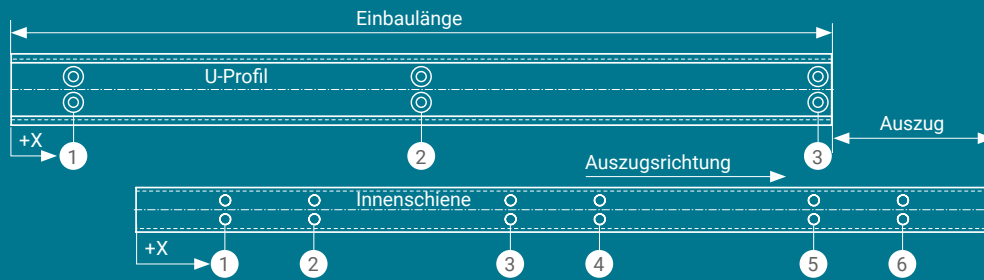 Einbaulänge
U-Profil
+X
1
2
3
Auszug
Auszugsrichtung
Innenschiene
+X
1
2
3
4
5
6